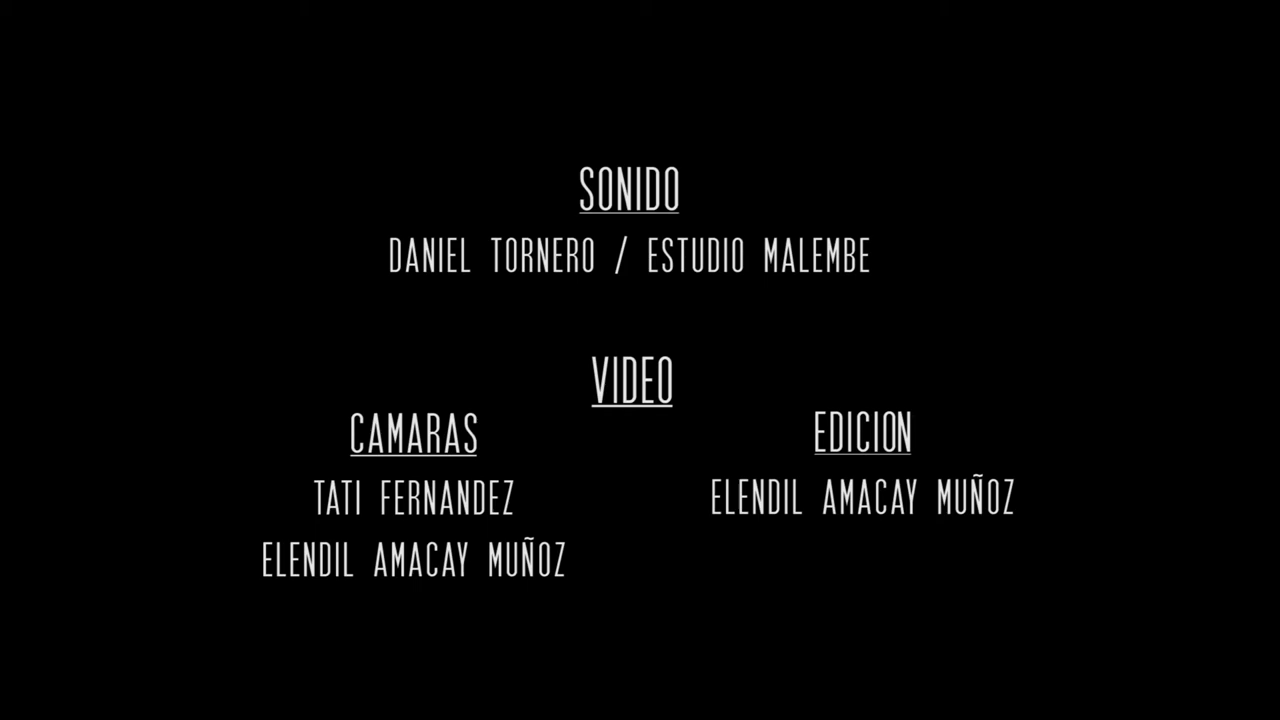 SONIDO
DANIEL TORNERO / ESTUDIO MALEMBE
VIDEO
CAMARAS
TATI FERNANDEZ
ELENDIL AMACAY MUÑOZ
EDICION
ELENDIL AMACAY MUÑOZ